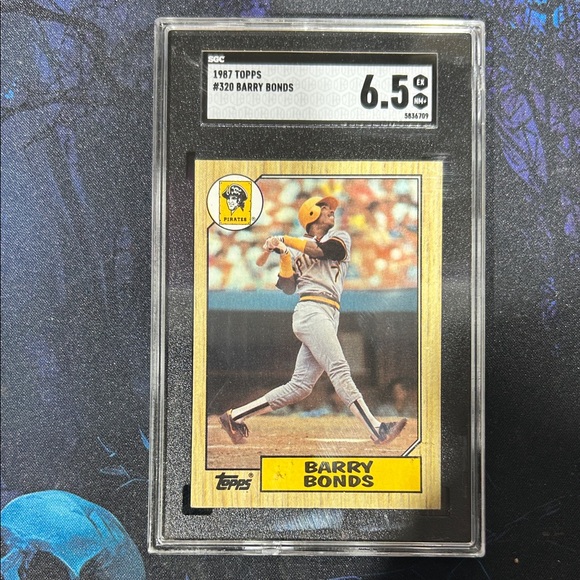 SGC
1987 TOPPS
#320 BARRY BONDS
6.5
EX
NM+
5836709
PIRATES
topps®
BARRY
BONDS